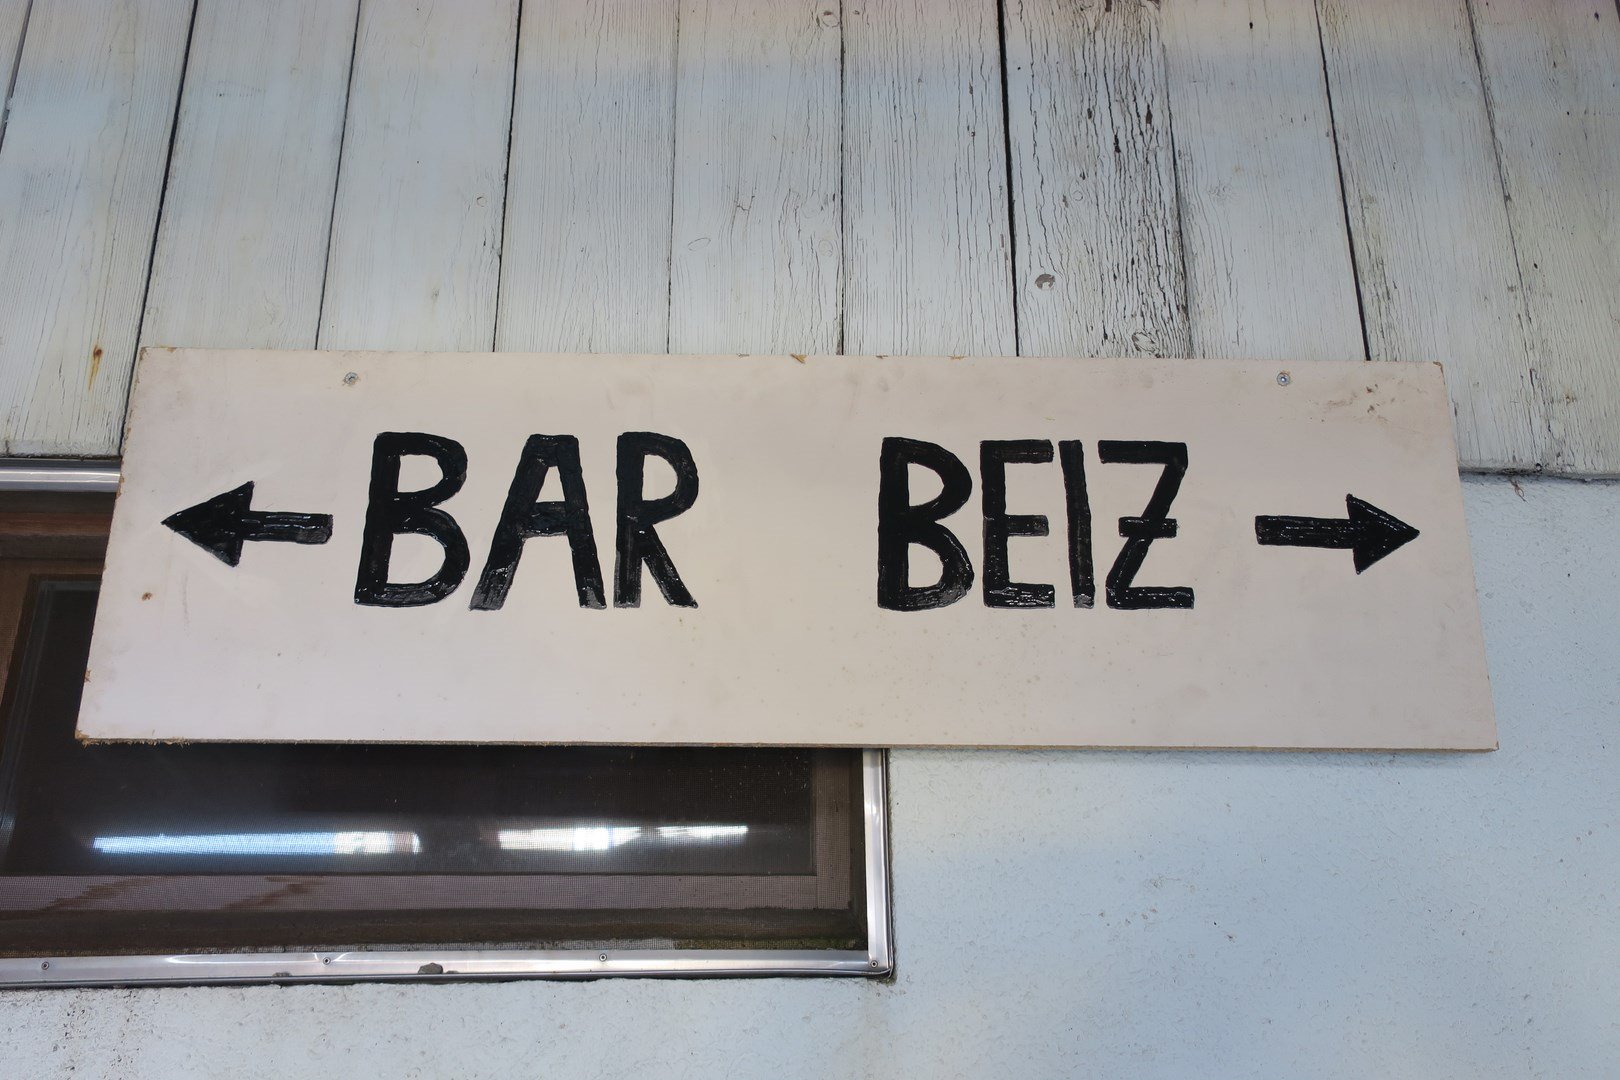 ← BAR BEIZ →